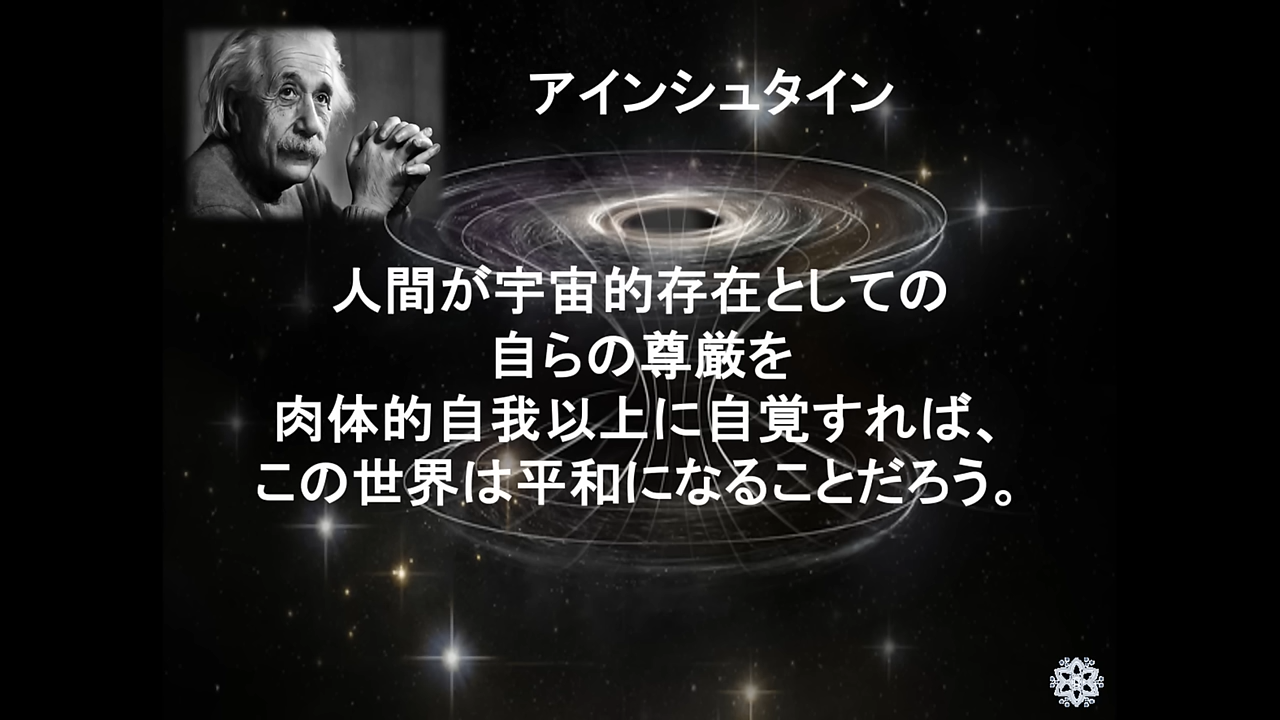 アインシュタイン
人間が宇宙的存在としての
自らの尊厳を
肉体的自我以上に自覚すれば、
この世界は平和になることだろう。